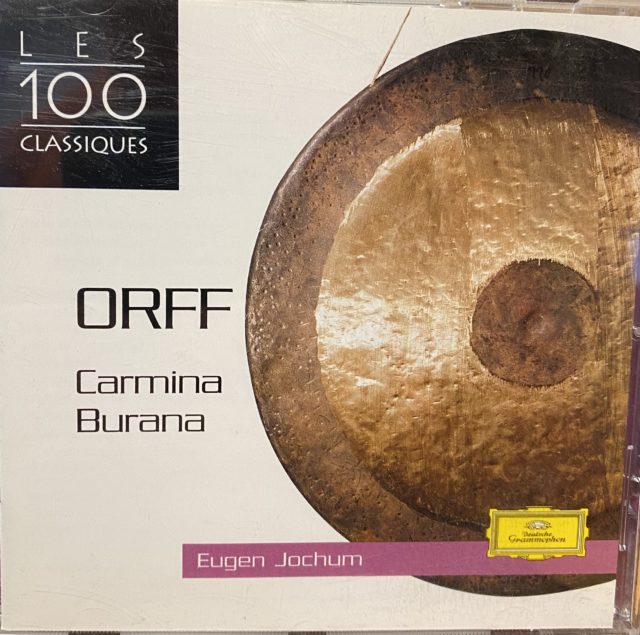 LES
100
CLASSIQUES
ORFF
Carmina
Burana
Deutsche
Grammophon
Eugen Jochum